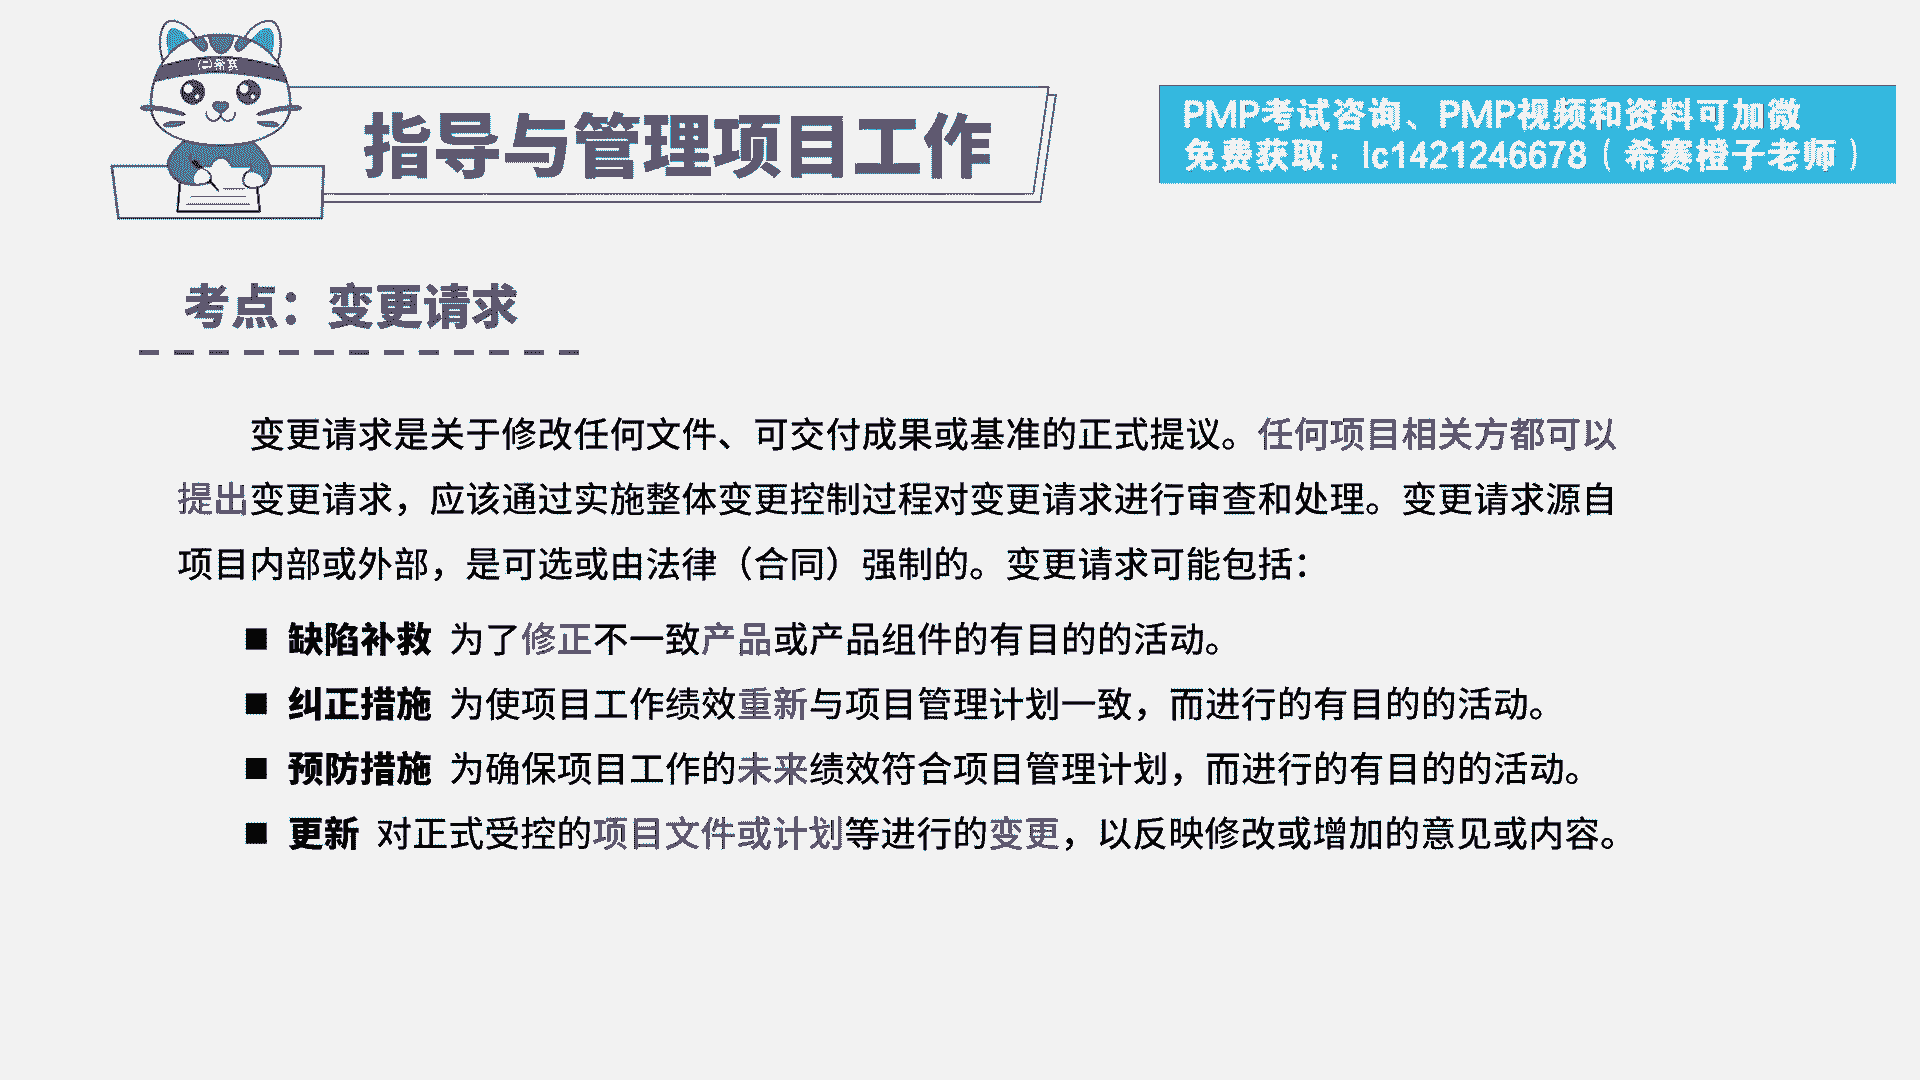 希赛
指导与管理项目工作
PMP考试咨询、PMP视频和资料可加微
免费获取：lc1421246678（希赛橙子老师）
考点：变更请求
变更请求是关于修改任何文件、可交付成果或基准的正式提议。任何项目相关方都可以
提出变更请求，应该通过实施整体变更控制过程对变更请求进行审查和处理。变更请求源自
项目内部或外部，是可选或由法律（合同）强制的。变更请求可能包括：
■ 缺陷补救 为了修正不一致产品或产品组件的有目的的活动。
■ 纠正措施 为使项目工作绩效重新与项目管理计划一致，而进行的有目的的活动。
■ 预防措施 为确保项目工作的未来绩效符合项目管理计划，而进行的有目的的活动。
■ 更新 对正式受控的项目文件或计划等进行的变更，以反映修改或增加的意见或内容。